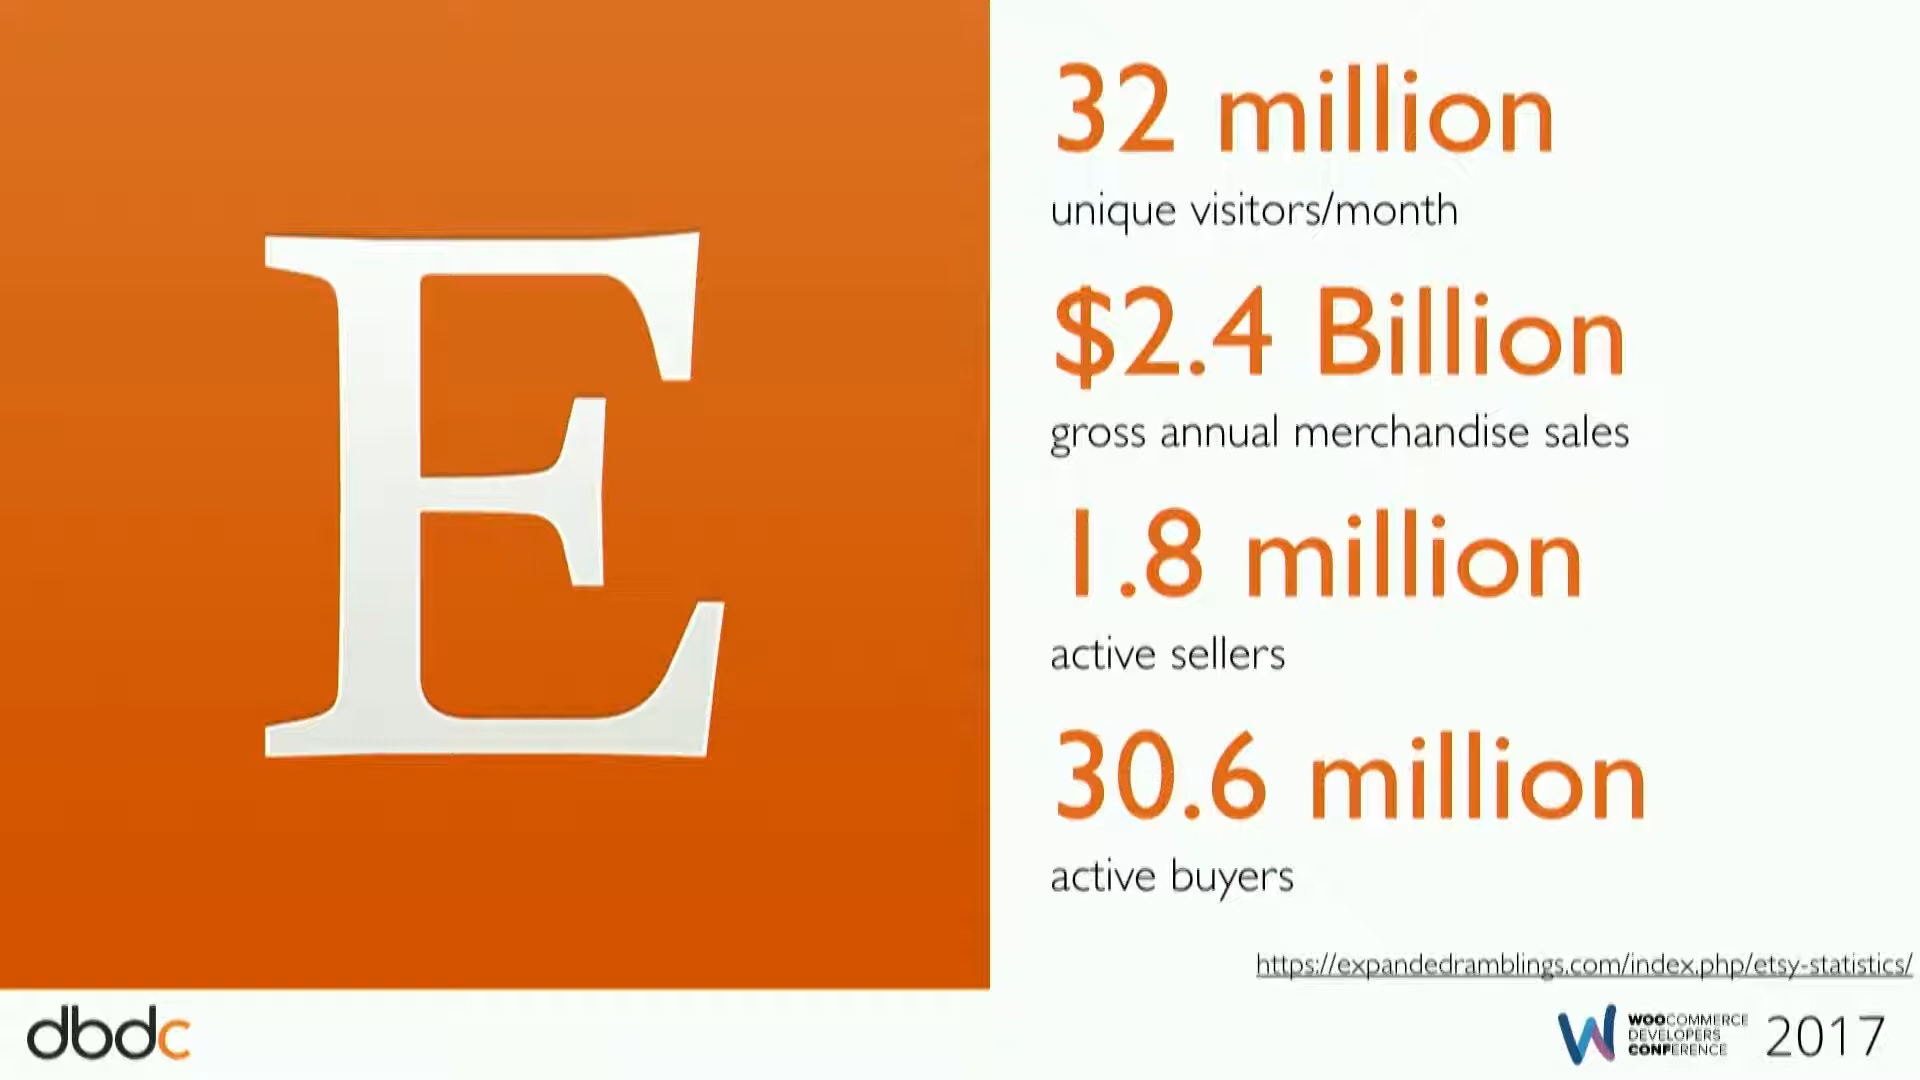 E
32 million
unique visitors/month
$2.4 Billion
gross annual merchandise sales
1.8 million
active sellers
30.6 million
active buyers
https://expandedramblings.com/index.php/etsy-statistics/
dbdc
W
WOOCOMMERCE
DEVELOPERS
CONFERENCE
2017